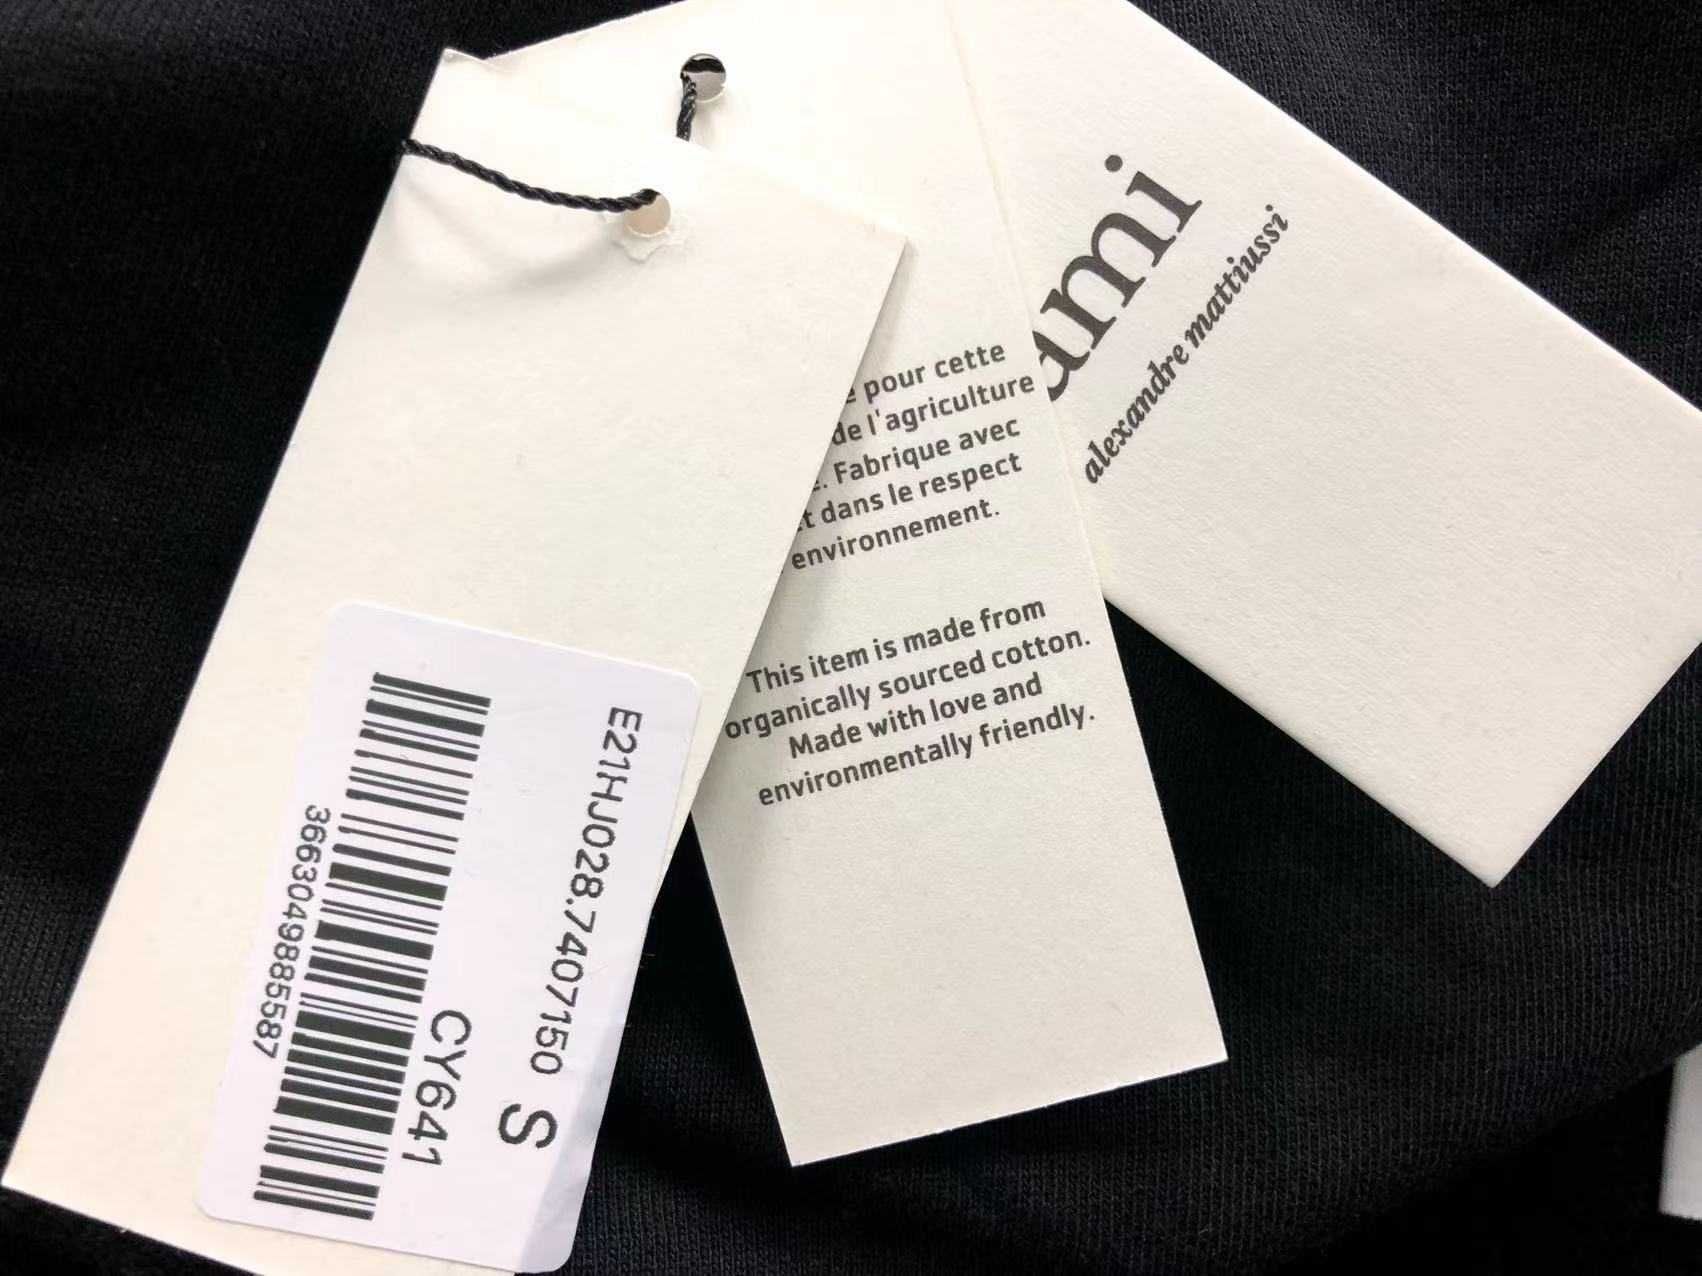 E21HJ028.7407150
S
CY641
3663049885587
pour cette
de l'agriculture
. Fabrique avec
dans le respect
environnement.
This item is made from
organically sourced cotton.
Made with love and
environmentally friendly.
ami
alexandre mattiussi